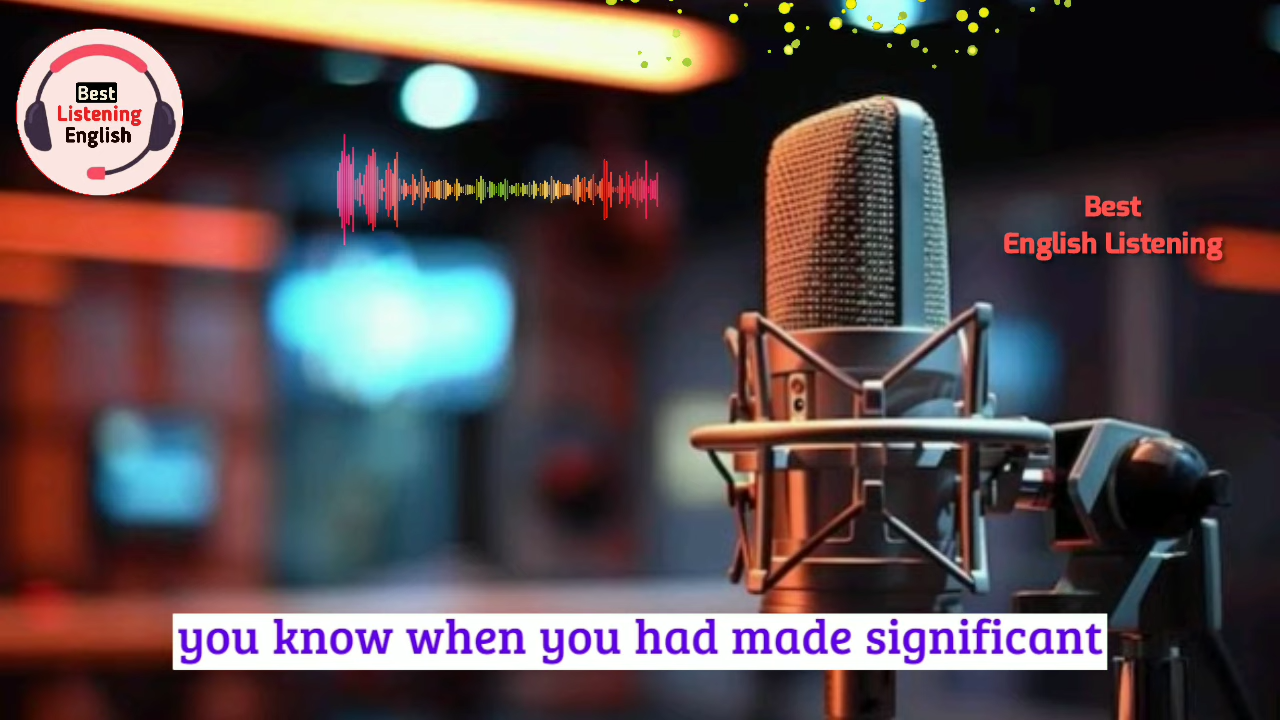 Best
Listening
English
Best
English Listening
you know when you had made significant